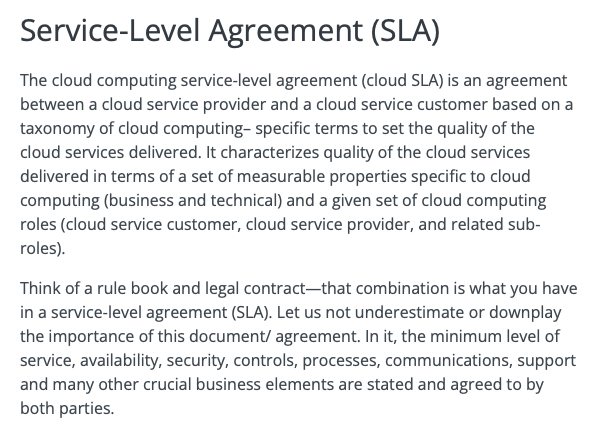 Service-Level Agreement (SLA)
The cloud computing service-level agreement (cloud SLA) is an agreement
between a cloud service provider and a cloud service customer based on a
taxonomy of cloud computing– specific terms to set the quality of the
cloud services delivered. It characterizes quality of the cloud services
delivered in terms of a set of measurable properties specific to cloud
computing (business and technical) and a given set of cloud computing
roles (cloud service customer, cloud service provider, and related sub-
roles).
Think of a rule book and legal contract—that combination is what you have
in a service-level agreement (SLA). Let us not underestimate or downplay
the importance of this document/ agreement. In it, the minimum level of
service, availability, security, controls, processes, communications, support
and many other crucial business elements are stated and agreed to by
both parties.